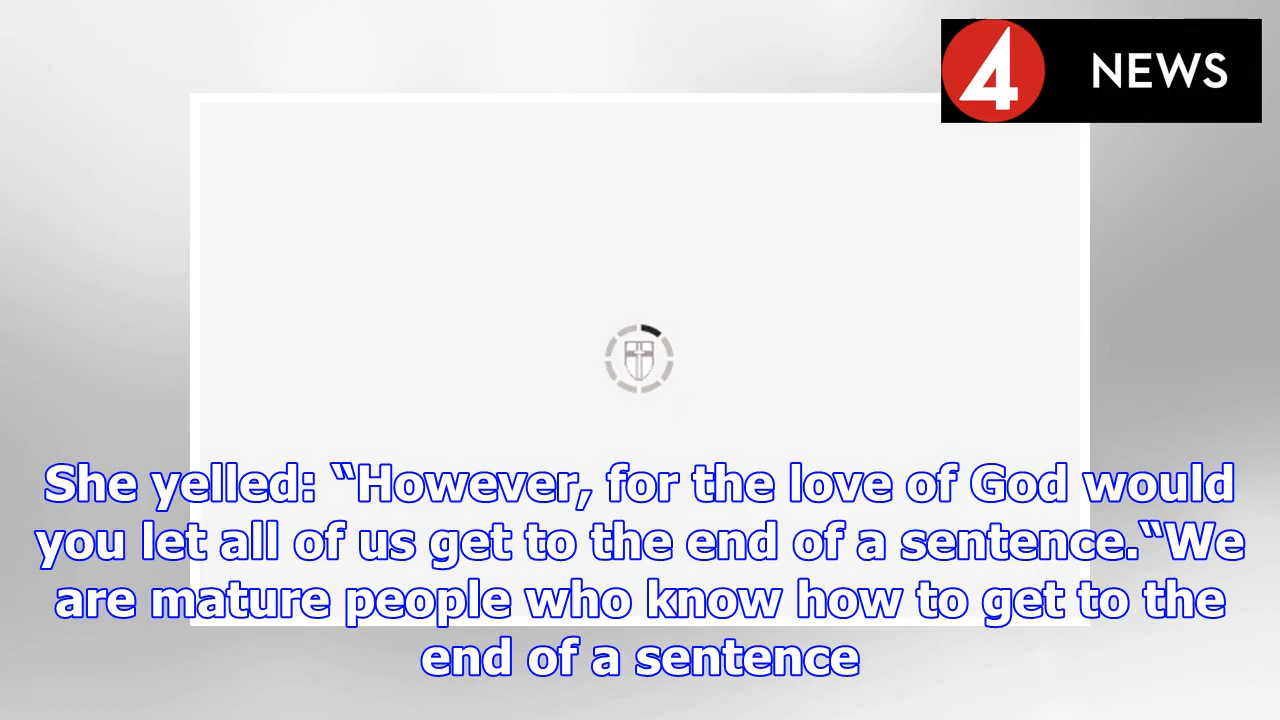 4 NEWS
She yelled: “However, for the love of God would
you let all of us get to the end of a sentence.“We
are mature people who know how to get to the
end of a sentence